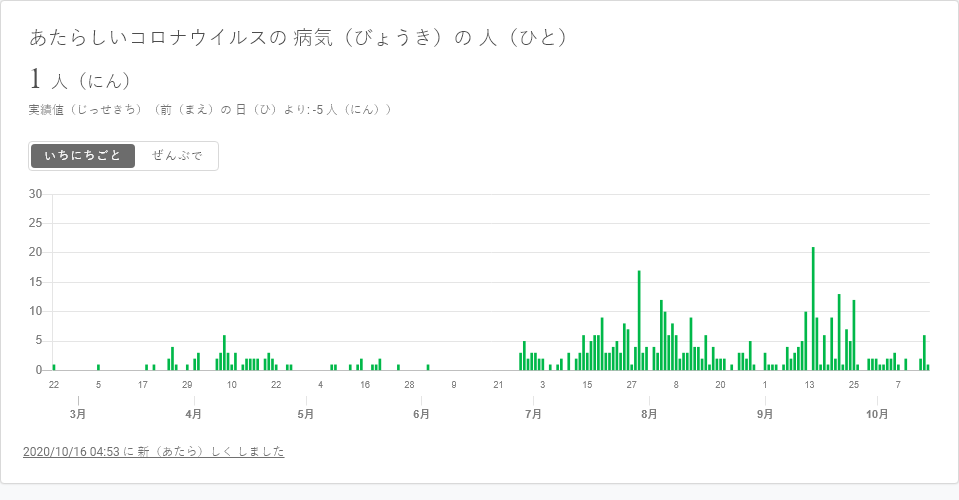 あたらしいコロナウイルスの 病気（びょうき）の 人（ひと）
1 人（にん）
実績値（じっせきち）（前（まえ）の 日（ひ）より: -5 人（にん））
いちにちごと ぜんぶで
30
25
20
15
10
5
0
22 5 17 29 10 22 4 16 28 9 21 3 15 27 8 20 1 13 25 7
3月 4月 5月 6月 7月 8月 9月 10月
2020/10/16 04:53 に 新（あたら）しく しました